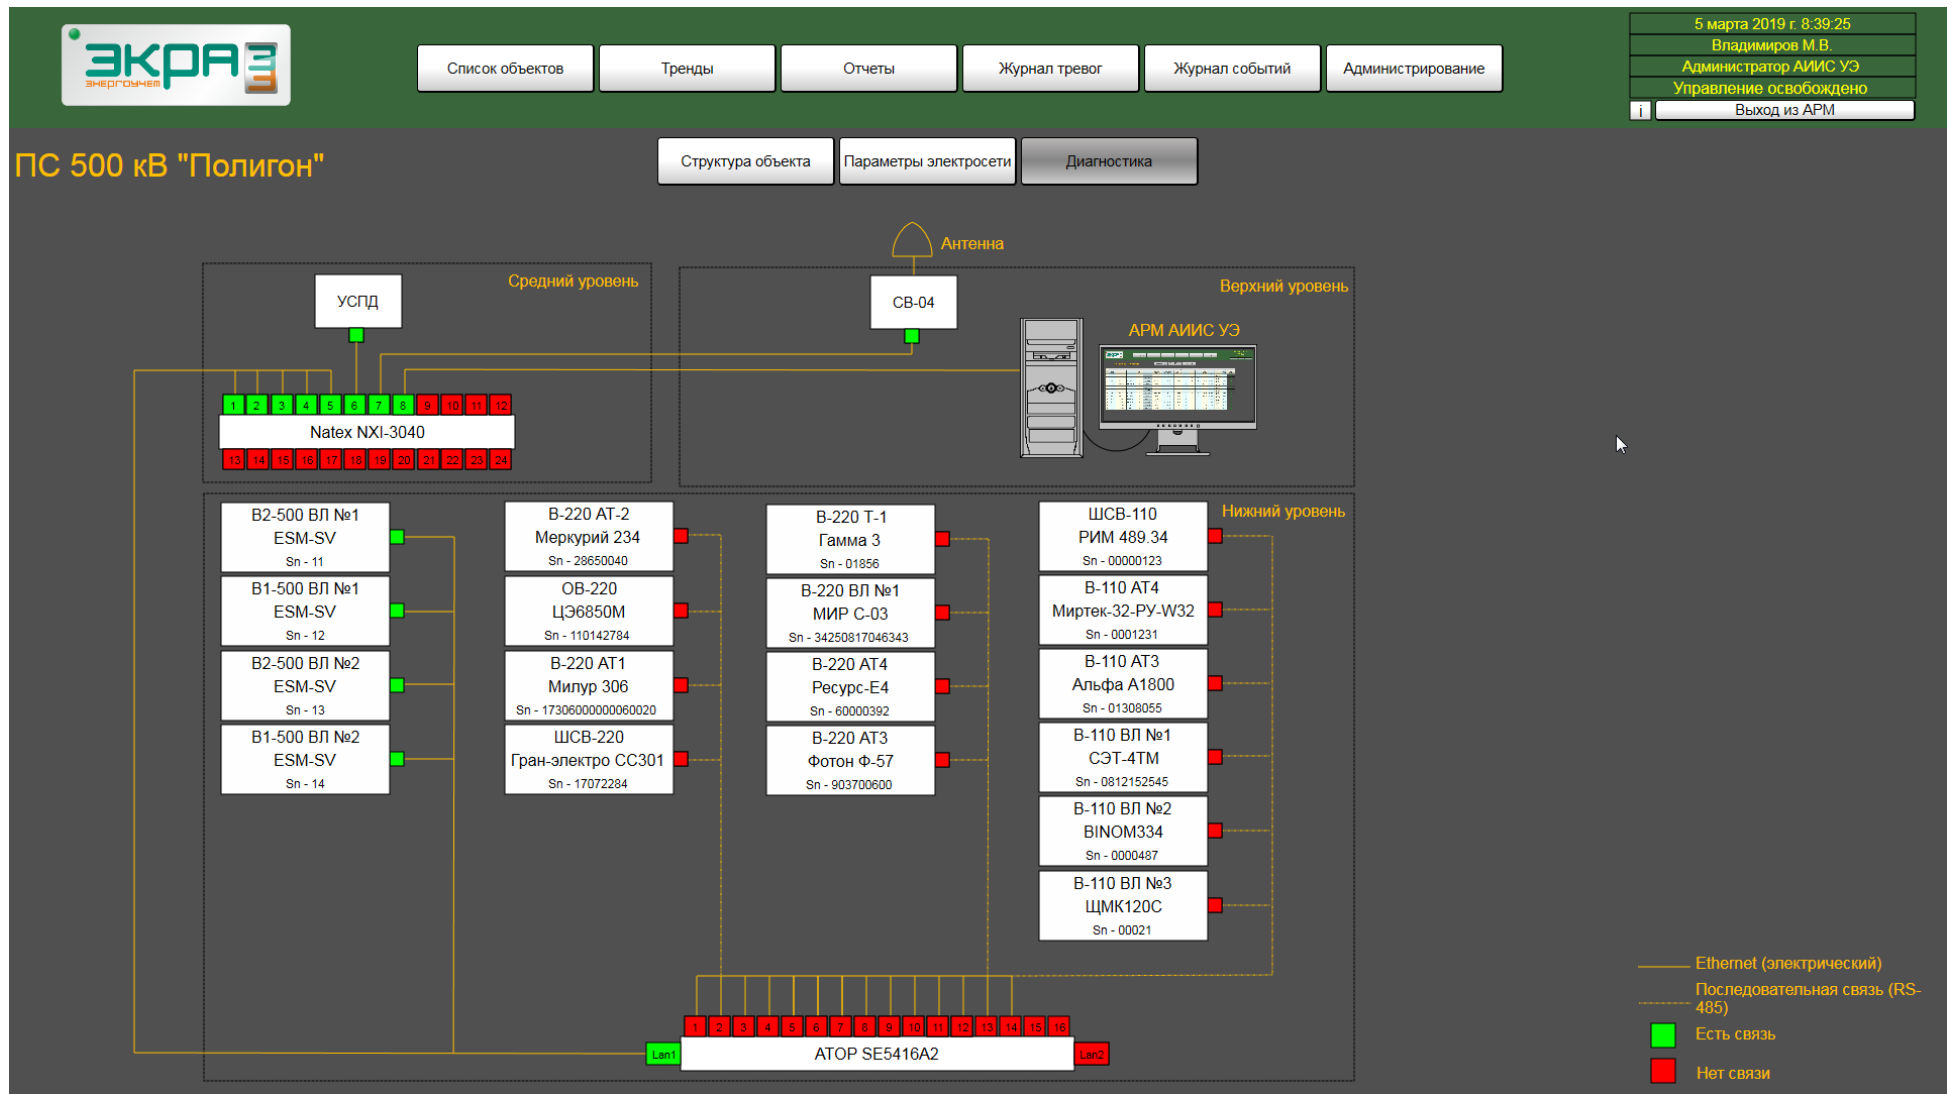 ЭКРА
энергоучет
Список объектов
Тренды
Отчеты
Журнал тревог
Журнал событий
Администрирование
5 марта 2019 г. 8:39:25
Владимиров М.В.
Администратор АИИС УЭ
Управление освобождено
i
Выход из АРМ
ПС 500 кВ "Полигон"
Структура объекта
Параметры электросети
Диагностика
Антенна
Средний уровень
УСПД
СВ-04
Верхний уровень
АРМ АИИС УЭ
1 2 3 4 5 6 7 8 9 10 11 12
Natex NXI-3040
13 14 15 16 17 18 19 20 21 22 23 24
Нижний уровень
В2-500 ВЛ №1
ESM-SV
Sn - 11
В1-500 ВЛ №1
ESM-SV
Sn - 12
В2-500 ВЛ №2
ESM-SV
Sn - 13
В1-500 ВЛ №2
ESM-SV
Sn - 14
В-220 АТ-2
Меркурий 234
Sn - 28650040
ОВ-220
ЦЭ6850М
Sn - 110142784
В-220 АТ1
Милур 306
Sn - 17306000000060020
ШСВ-220
Гран-электро СС301
Sn - 17072284
В-220 Т-1
Гамма 3
Sn - 01856
В-220 ВЛ №1
МИР С-03
Sn - 34250817046343
В-220 АТ4
Ресурс-Е4
Sn - 60000392
В-220 АТ3
Фотон Ф-57
Sn - 903700600
ШСВ-110
РИМ 489.34
Sn - 00000123
В-110 АТ4
Миртек-32-РУ-W32
Sn - 0001231
В-110 АТ3
Альфа А1800
Sn - 01308055
В-110 ВЛ №1
СЭТ-4ТМ
Sn - 0812152545
В-110 ВЛ №2
BINOM334
Sn - 0000487
В-110 ВЛ №3
ЩМК120С
Sn - 00021
1 2 3 4 5 6 7 8 9 10 11 12 13 14 15 16
Lan1
ATOP SE5416A2
Lan2
Ethernet (электрический)
Последовательная связь (RS-
485)
Есть связь
Нет связи